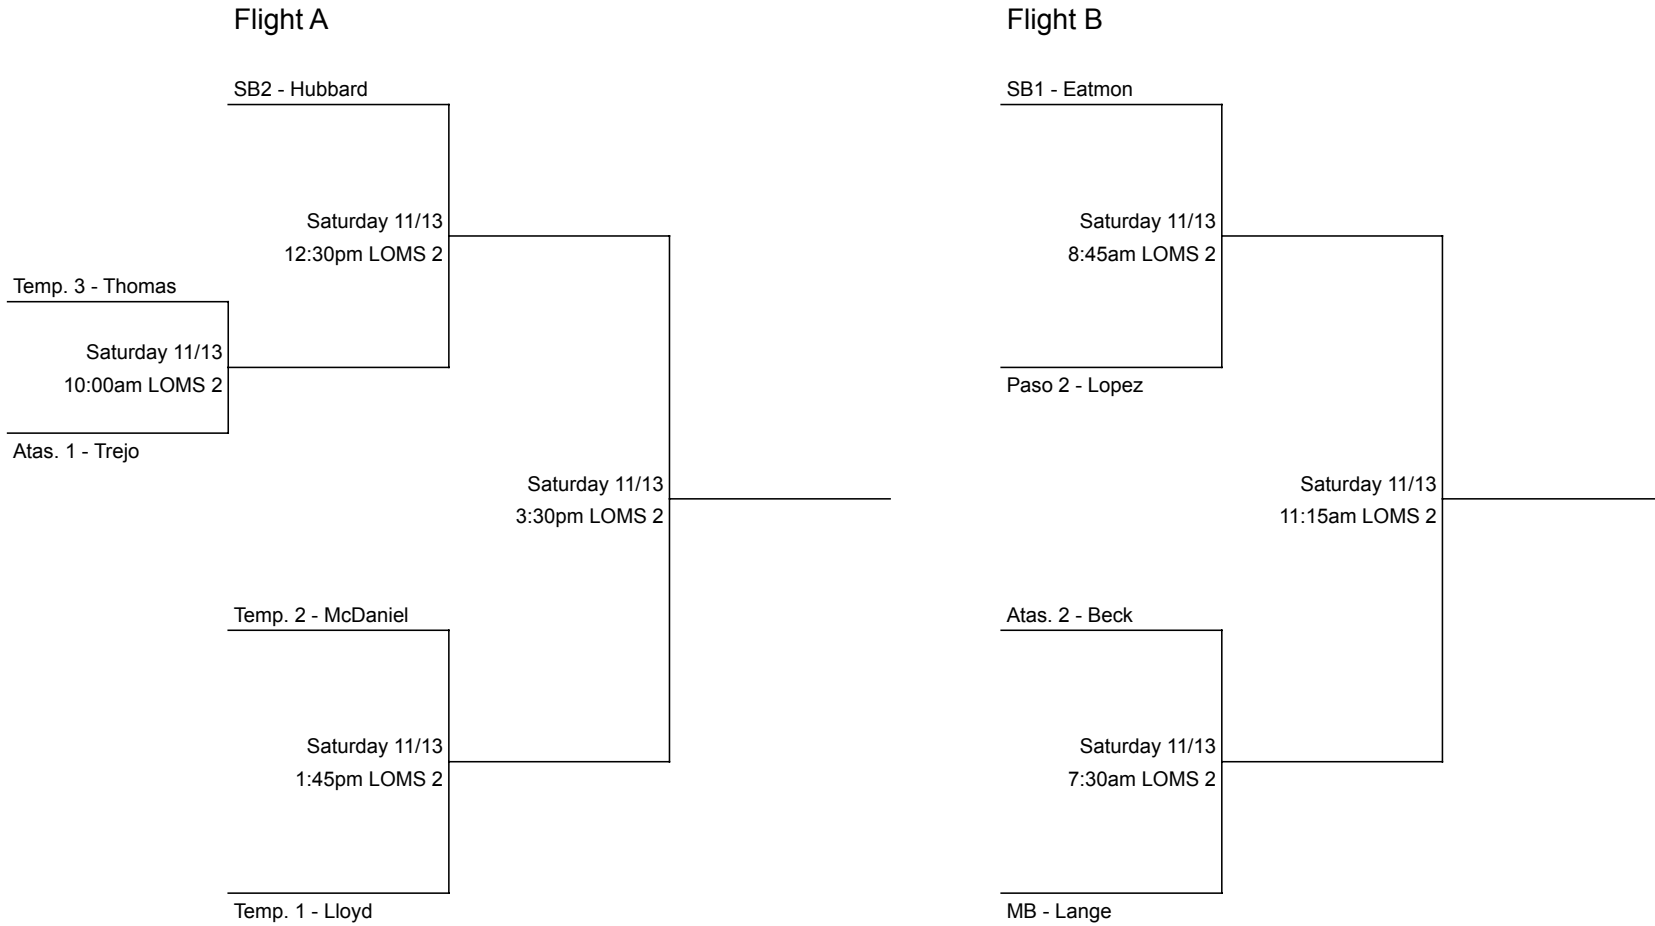 Flight A
SB2 - Hubbard
Saturday 11/13
12:30pm LOMS 2
Temp. 3 - Thomas
Saturday 11/13
10:00am LOMS 2
Atas. 1 - Trejo
Saturday 11/13
3:30pm LOMS 2
Temp. 2 - McDaniel
Saturday 11/13
1:45pm LOMS 2
Temp. 1 - Lloyd
Flight B
SB1 - Eatmon
Saturday 11/13
8:45am LOMS 2
Paso 2 - Lopez
Saturday 11/13
11:15am LOMS 2
Atas. 2 - Beck
Saturday 11/13
7:30am LOMS 2
MB - Lange